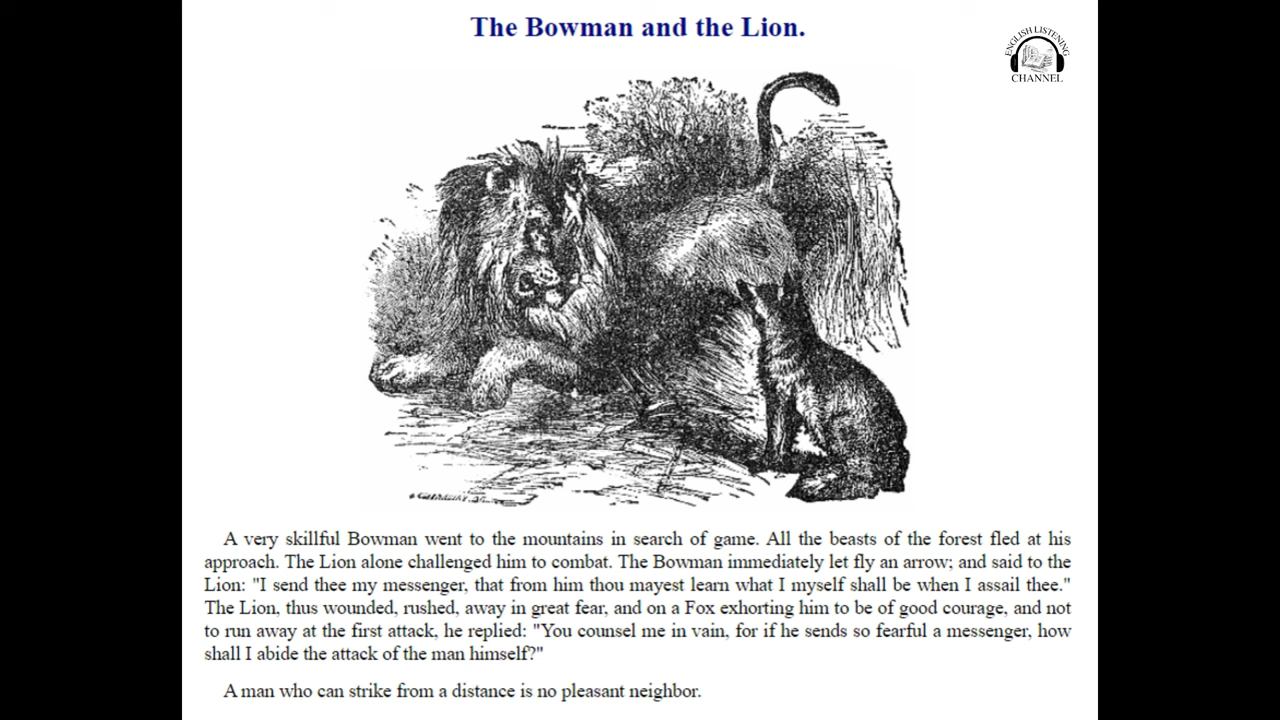 The Bowman and the Lion.
ENGLISH LISTENING
CHANNEL
A very skillful Bowman went to the mountains in search of game. All the beasts of the forest fled at his
approach. The Lion alone challenged him to combat. The Bowman immediately let fly an arrow; and said to the
Lion: "I send thee my messenger, that from him thou mayest learn what I myself shall be when I assail thee."
The Lion, thus wounded, rushed, away in great fear, and on a Fox exhorting him to be of good courage, and not
to run away at the first attack, he replied: "You counsel me in vain, for if he sends so fearful a messenger, how
shall I abide the attack of the man himself?"
A man who can strike from a distance is no pleasant neighbor.